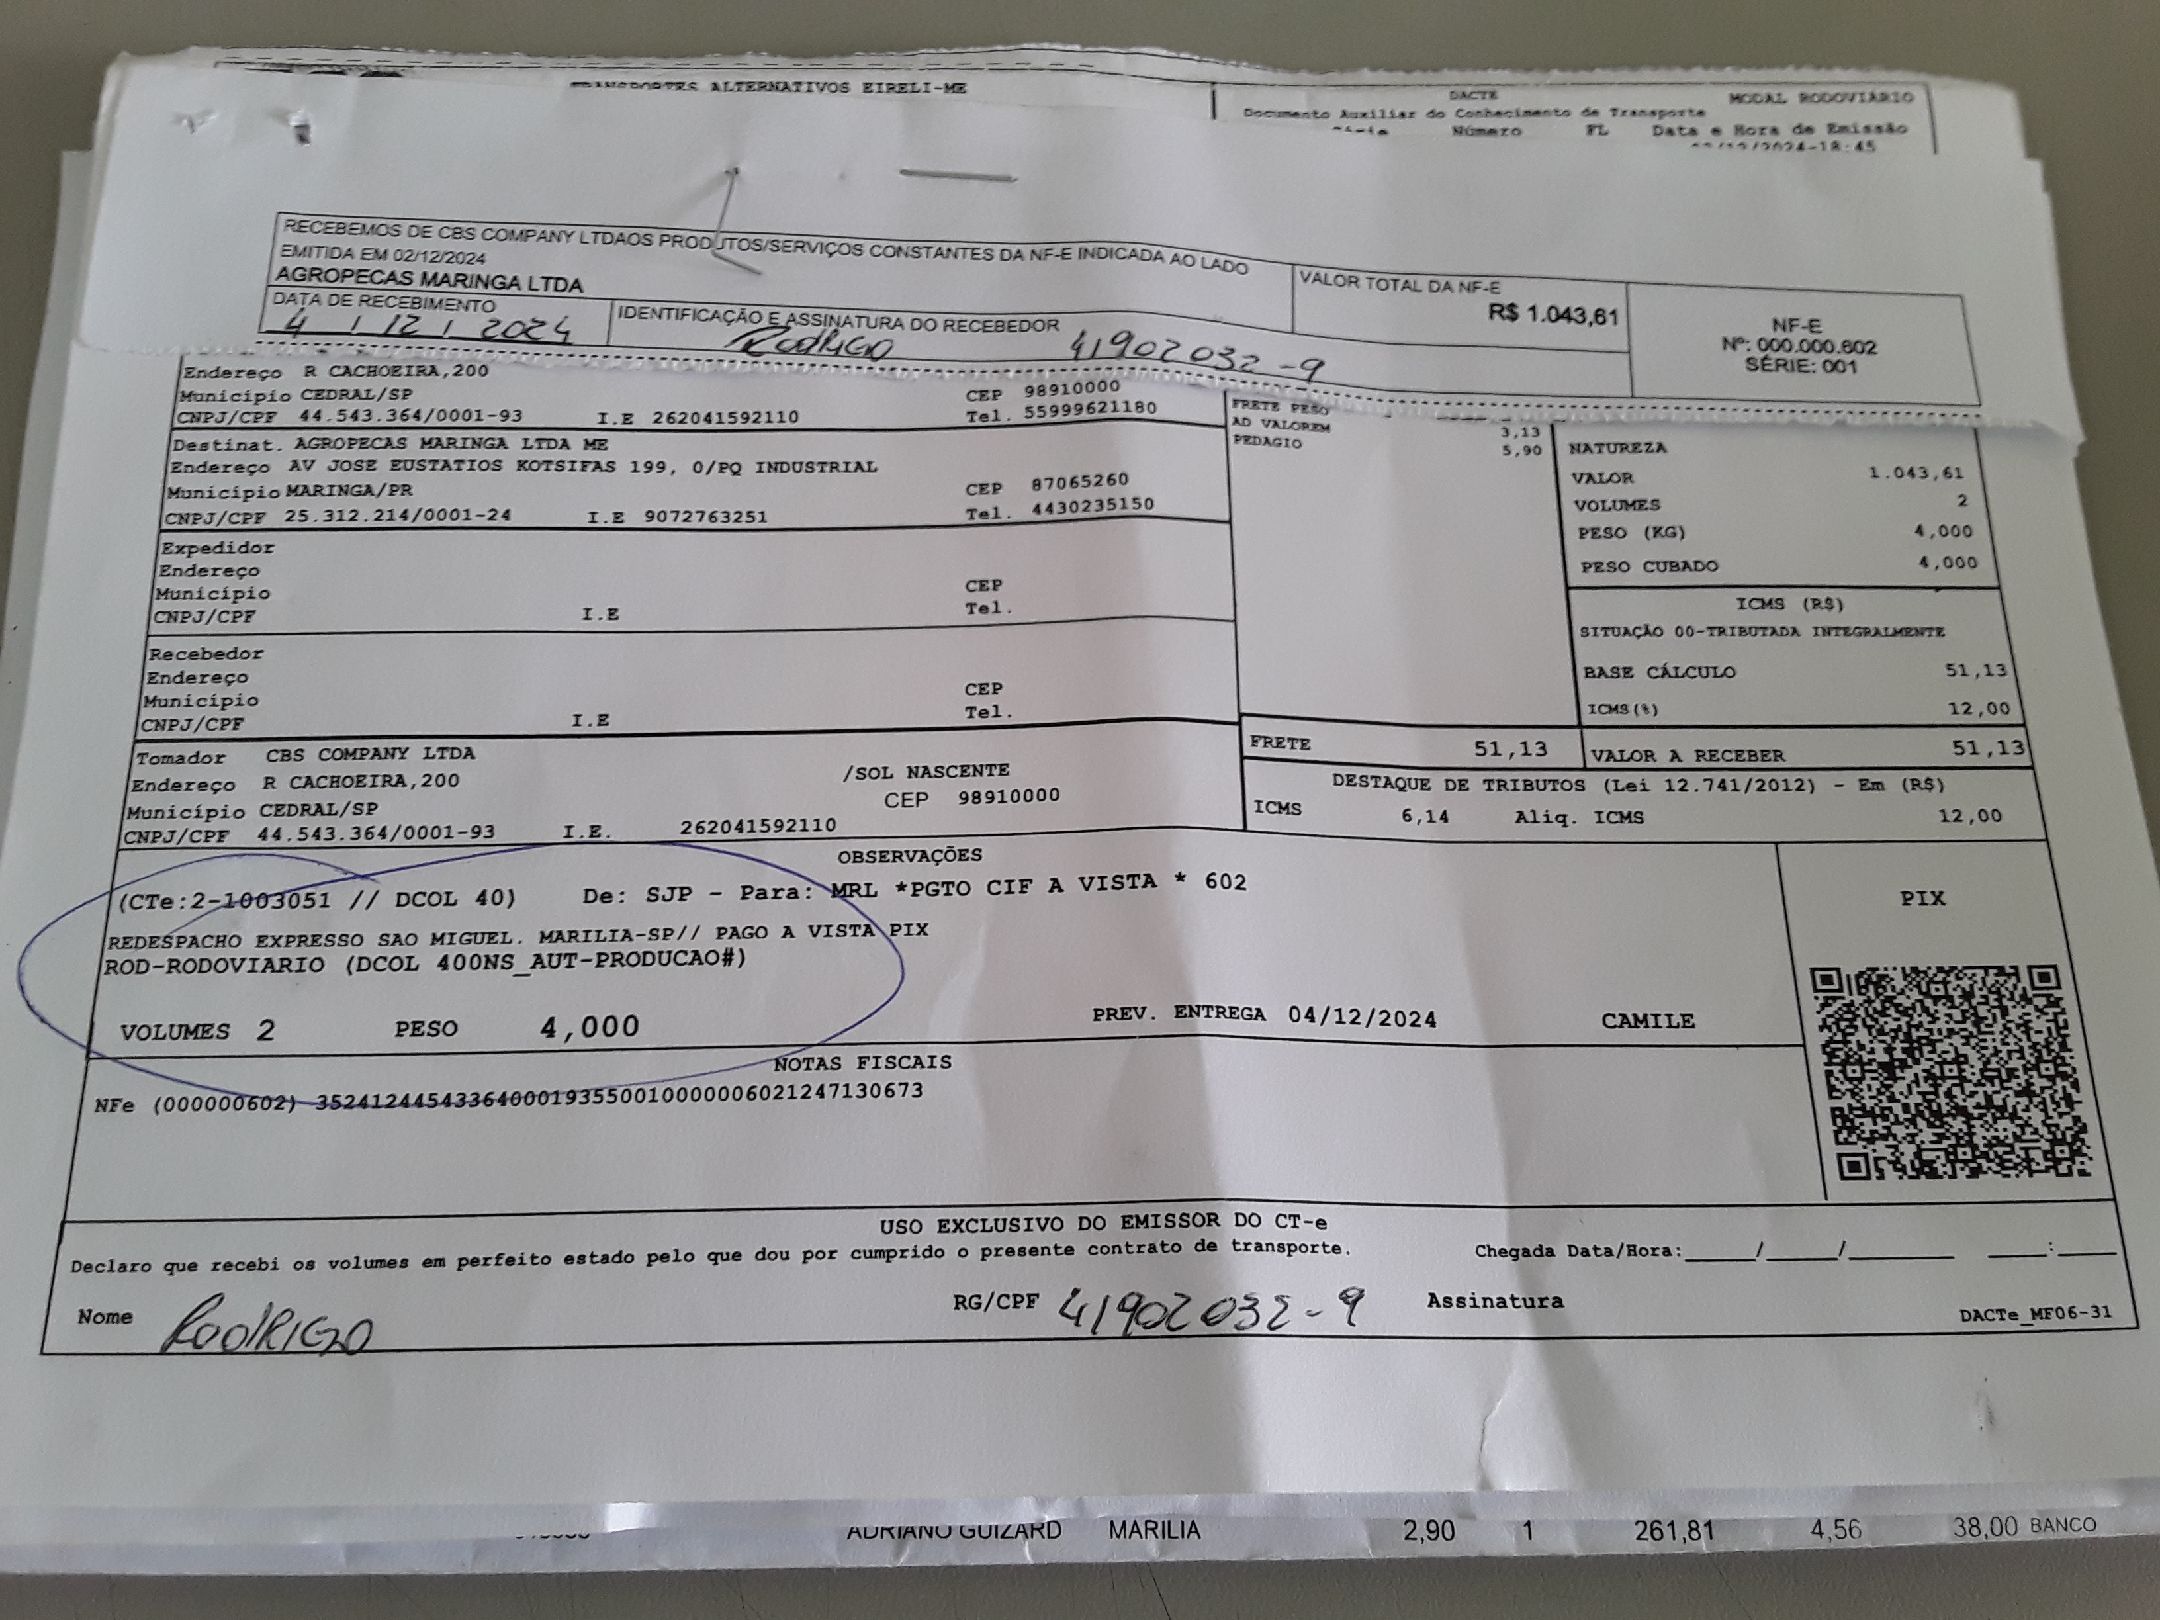 TRANSPORTES ALTERNATIVOS EIRELI-ME
DACTE
MODAL RODOVIÁRIO
Documento Auxiliar do Conhecimento de Transporte
Número FL Data e Hora de Emissão
/2024-18:45
RECEBEMOS DE CBS COMPANY LTDAOS PRODUTOS/SERVIÇOS CONSTANTES DA NF-E INDICADA AO LADO
EMITIDA EM 02/12/2024
AGROPECAS MARINGA LTDA
VALOR TOTAL DA NF-E
R$ 1.043,61
NF-E
Nº: 000.000.602
SÉRIE: 001
DATA DE RECEBIMENTO
4 / 12 / 2024
IDENTIFICAÇÃO E ASSINATURA DO RECEBEDOR
Rodrigo 41902032-9
Endereço R CACHOEIRA,200
Município CEDRAL/SP CEP 98910000
CNPJ/CPF 44.543.364/0001-93 I.E 262041592110 Tel. 55999621180
Destinat. AGROPECAS MARINGA LTDA ME
Endereço AV JOSE EUSTATIOS KOTSIFAS 199, 0/PQ INDUSTRIAL
Município MARINGA/PR CEP 87065260
CNPJ/CPF 25.312.214/0001-24 I.E 9072763251 Tel. 4430235150
Expedidor
Endereço
Município CEP
CNPJ/CPF I.E Tel.
Recebedor
Endereço
Município CEP
CNPJ/CPF I.E Tel.
Tomador CBS COMPANY LTDA
Endereço R CACHOEIRA,200 /SOL NASCENTE
Município CEDRAL/SP CEP 98910000
CNPJ/CPF 44.543.364/0001-93 I.E. 262041592110
FRETE PESO
AD VALOREM 3,13
PEDAGIO 5,90
NATUREZA
VALOR 1.043,61
VOLUMES 2
PESO (KG) 4,000
PESO CUBADO 4,000
ICMS (R$)
SITUAÇÃO 00-TRIBUTADA INTEGRALMENTE
BASE CÁLCULO 51,13
ICMS(%) 12,00
FRETE 51,13 VALOR A RECEBER 51,13
DESTAQUE DE TRIBUTOS (Lei 12.741/2012) - Em (R$)
ICMS 6,14 Aliq. ICMS 12,00
OBSERVAÇÕES
(CTe:2-1003051 // DCOL 40) De: SJP - Para: MRL *PGTO CIF A VISTA * 602
REDESPACHO EXPRESSO SAO MIGUEL. MARILIA-SP// PAGO A VISTA PIX
ROD-RODOVIARIO (DCOL 400NS_AUT-PRODUCAO#)
VOLUMES 2 PESO 4,000 PREV. ENTREGA 04/12/2024 CAMILE
PIX
NOTAS FISCAIS
NFe (000000602) 35241244543364000193550010000006021247130673
USO EXCLUSIVO DO EMISSOR DO CT-e
Declaro que recebi os volumes em perfeito estado pelo que dou por cumprido o presente contrato de transporte. Chegada Data/Hora:_____/_____/_______ ____:____
Nome Rodrigo RG/CPF 41902032-9 Assinatura
DACTe_MF06-31
ADRIANO GUIZARD MARILIA 2,90 1 261,81 4,56 38,00 BANCO